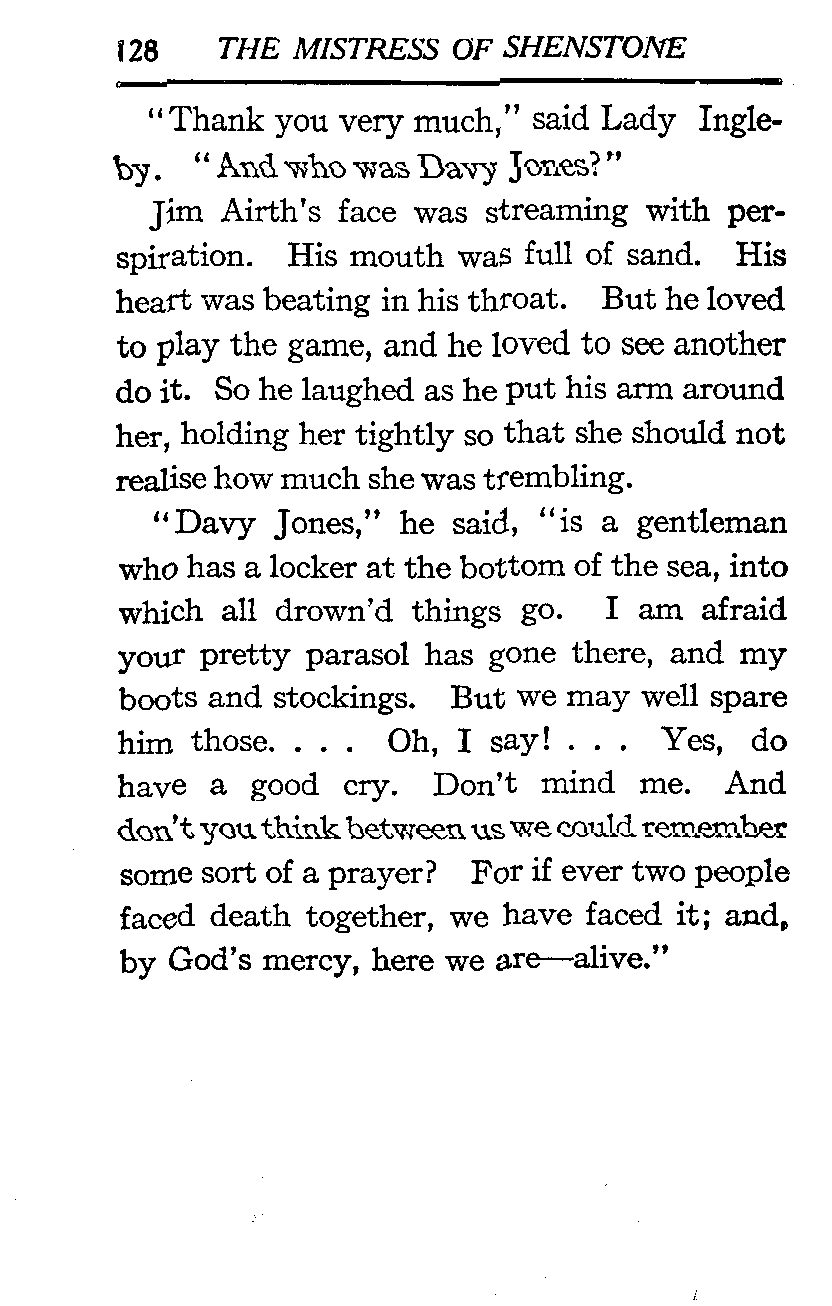 128 THE MISTRESS OF SHENSTONE
"Thank you very much," said Lady Ingle-
by. "And who was Davy Jones?"
Jim Airth's face was streaming with per-
spiration. His mouth was full of sand. His
heart was beating in his throat. But he loved
to play the game, and he loved to see another
do it. So he laughed as he put his arm around
her, holding her tightly so that she should not
realise how much she was trembling.
"Davy Jones," he said, "is a gentleman
who has a locker at the bottom of the sea, into
which all drown'd things go. I am afraid
your pretty parasol has gone there, and my
boots and stockings. But we may well spare
him those. . . . Oh, I say! . . . Yes, do
have a good cry. Don't mind me. And
don't you think between us we could remember
some sort of a prayer? For if ever two people
faced death together, we have faced it; and,
by God's mercy, here we are—alive."